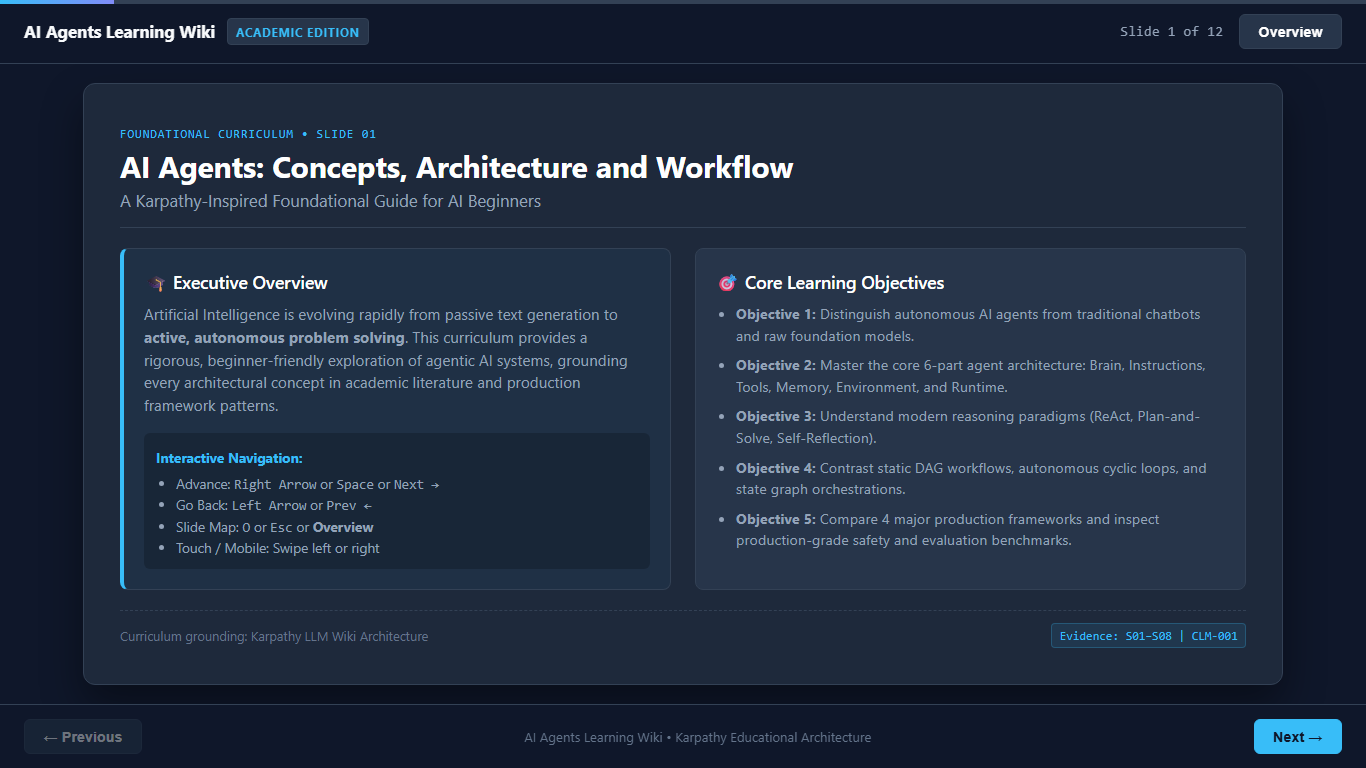 AI Agents Learning Wiki
ACADEMIC EDITION
Slide 1 of 12
Overview
FOUNDATIONAL CURRICULUM • SLIDE 01
AI Agents: Concepts, Architecture and Workflow
A Karpathy-Inspired Foundational Guide for AI Beginners
Executive Overview
Artificial Intelligence is evolving rapidly from passive text generation to
active, autonomous problem solving. This curriculum provides a
rigorous, beginner-friendly exploration of agentic AI systems, grounding
every architectural concept in academic literature and production
framework patterns.
Interactive Navigation:
• Advance: Right Arrow or Space or Next →
• Go Back: Left Arrow or Prev ←
• Slide Map: O or Esc or Overview
• Touch / Mobile: Swipe left or right
Core Learning Objectives
• Objective 1: Distinguish autonomous AI agents from traditional chatbots
and raw foundation models.
• Objective 2: Master the core 6-part agent architecture: Brain, Instructions,
Tools, Memory, Environment, and Runtime.
• Objective 3: Understand modern reasoning paradigms (ReAct, Plan-and-
Solve, Self-Reflection).
• Objective 4: Contrast static DAG workflows, autonomous cyclic loops, and
state graph orchestrations.
• Objective 5: Compare 4 major production frameworks and inspect
production-grade safety and evaluation benchmarks.
Curriculum grounding: Karpathy LLM Wiki Architecture
Evidence: S01–S08 | CLM-001
← Previous
AI Agents Learning Wiki • Karpathy Educational Architecture
Next →